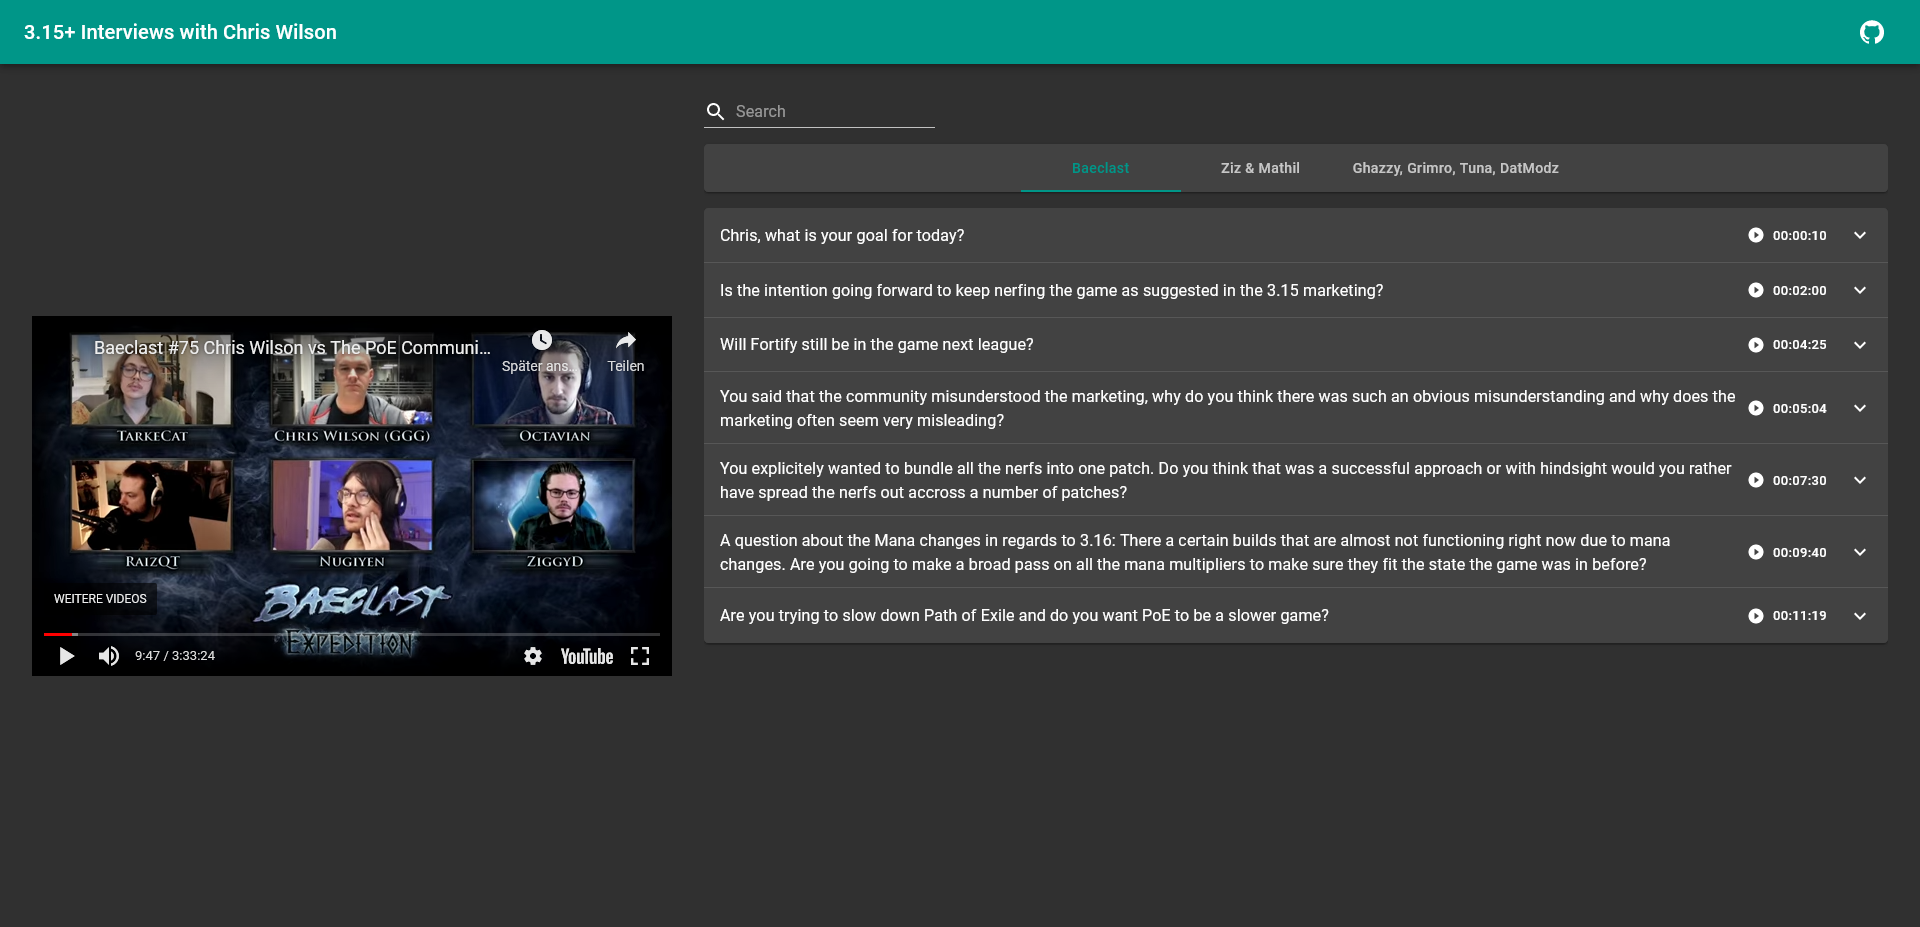 3.15+ Interviews with Chris Wilson
Search
Baeclast
Ziz & Mathil
Ghazzy, Grimro, Tuna, DatModz
Chris, what is your goal for today?
00:00:10
Is the intention going forward to keep nerfing the game as suggested in the 3.15 marketing?
00:02:00
Will Fortify still be in the game next league?
00:04:25
You said that the community misunderstood the marketing, why do you think there was such an obvious misunderstanding and why does the
marketing often seem very misleading?
00:05:04
You explicitely wanted to bundle all the nerfs into one patch. Do you think that was a successful approach or with hindsight would you rather
have spread the nerfs out accross a number of patches?
00:07:30
A question about the Mana changes in regards to 3.16: There a certain builds that are almost not functioning right now due to mana
changes. Are you going to make a broad pass on all the mana multipliers to make sure they fit the state the game was in before?
00:09:40
Are you trying to slow down Path of Exile and do you want PoE to be a slower game?
00:11:19
Baeclast #75 Chris Wilson vs The PoE Communi...
Später ans...
Teilen
TarkeCat
Chris Wilson (GGG)
Octavian
RaizQT
Nugiyen
ZiggyD
WEITERE VIDEOS
BAECLAST
EXPEDITION
9:47 / 3:33:24
YouTube